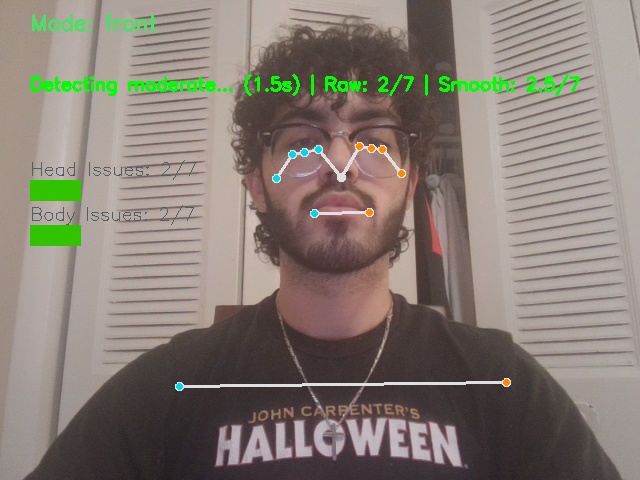 Mode: front
Detecting moderate... (1.5s) | Raw: 2/7 | Smooth: 2.5/7
Head Issues: 2/7
Body Issues: 2/7
JOHN CARPENTER'S
HALLOWEEN